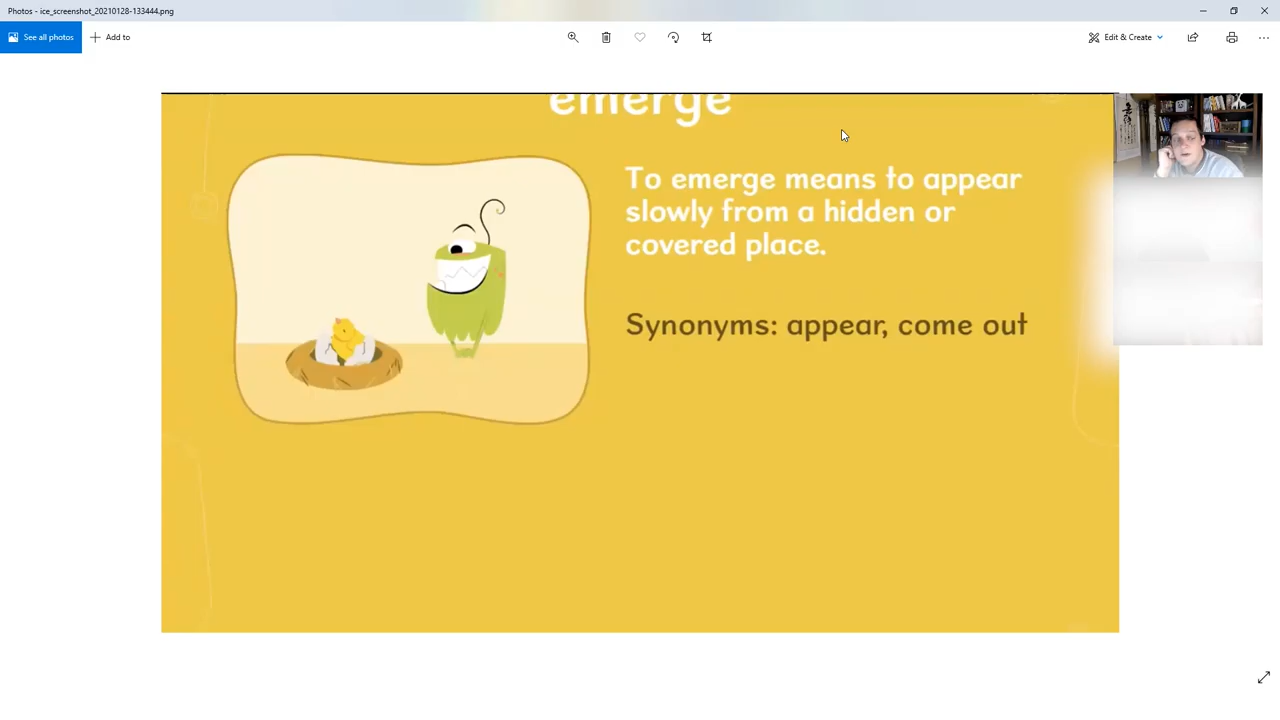 Photos - ice_screenshot_20210128-133444.png
See all photos
Add to
Edit & Create
emerge
To emerge means to appear
slowly from a hidden or
covered place.
Synonyms: appear, come out